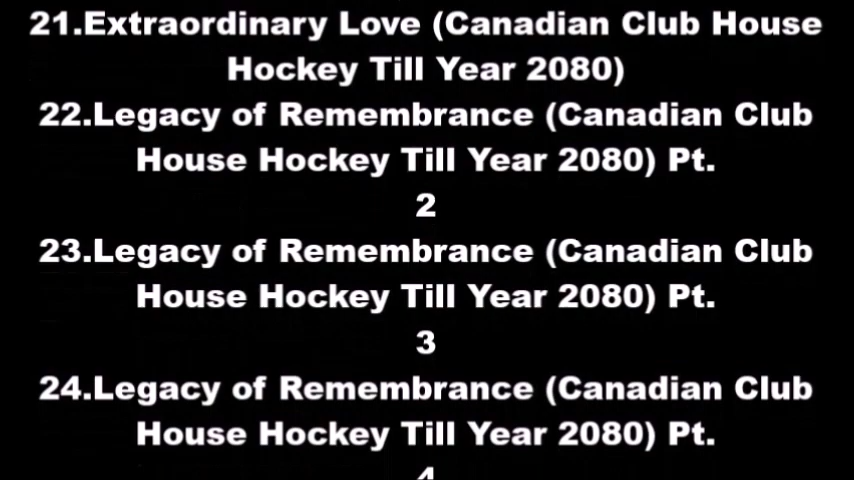 21.Extraordinary Love (Canadian Club House
Hockey Till Year 2080)
22.Legacy of Remembrance (Canadian Club
House Hockey Till Year 2080) Pt.
2
23.Legacy of Remembrance (Canadian Club
House Hockey Till Year 2080) Pt.
3
24.Legacy of Remembrance (Canadian Club
House Hockey Till Year 2080) Pt.
4